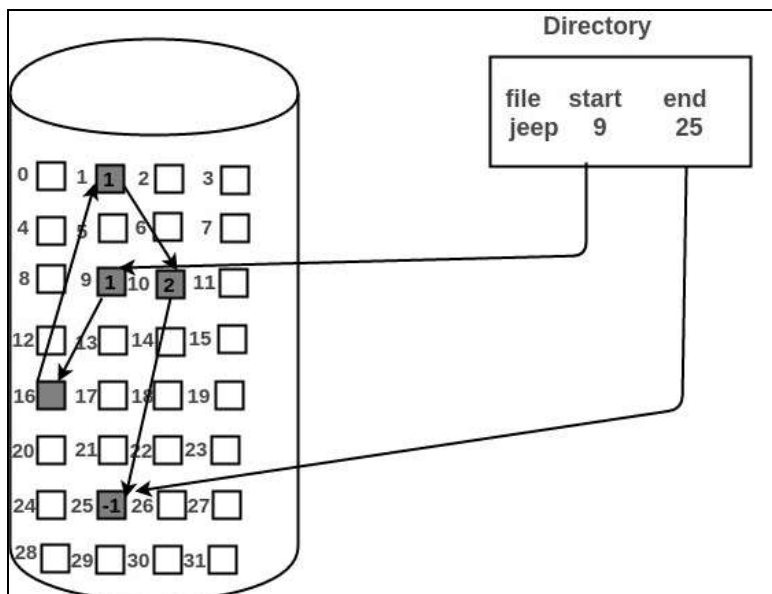 Directory
file start end
jeep 9 25
0 1 1 2 3
4 5 6 7
8 9 1 10 2 11
12 13 14 15
16 17 18 19
20 21 22 23
24 25 -1 26 27
28 29 30 31